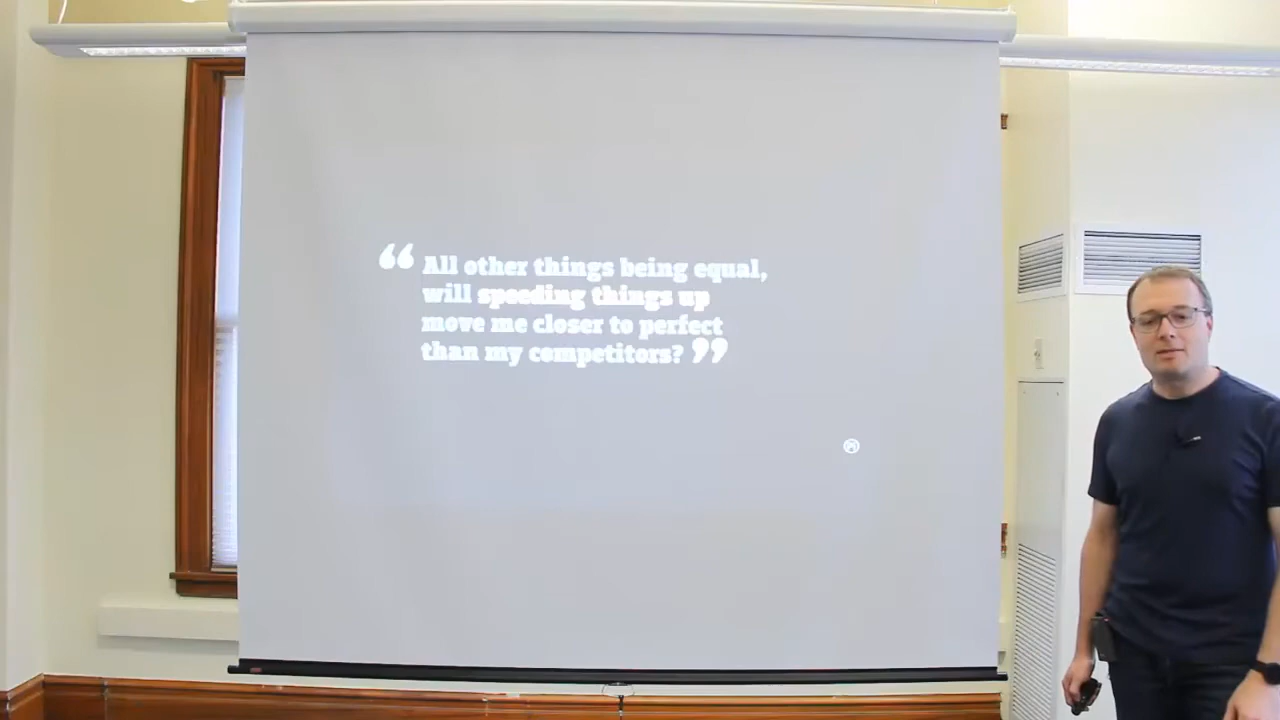 “ All other things being equal,
will speeding things up
move me closer to perfect
than my competitors? ”